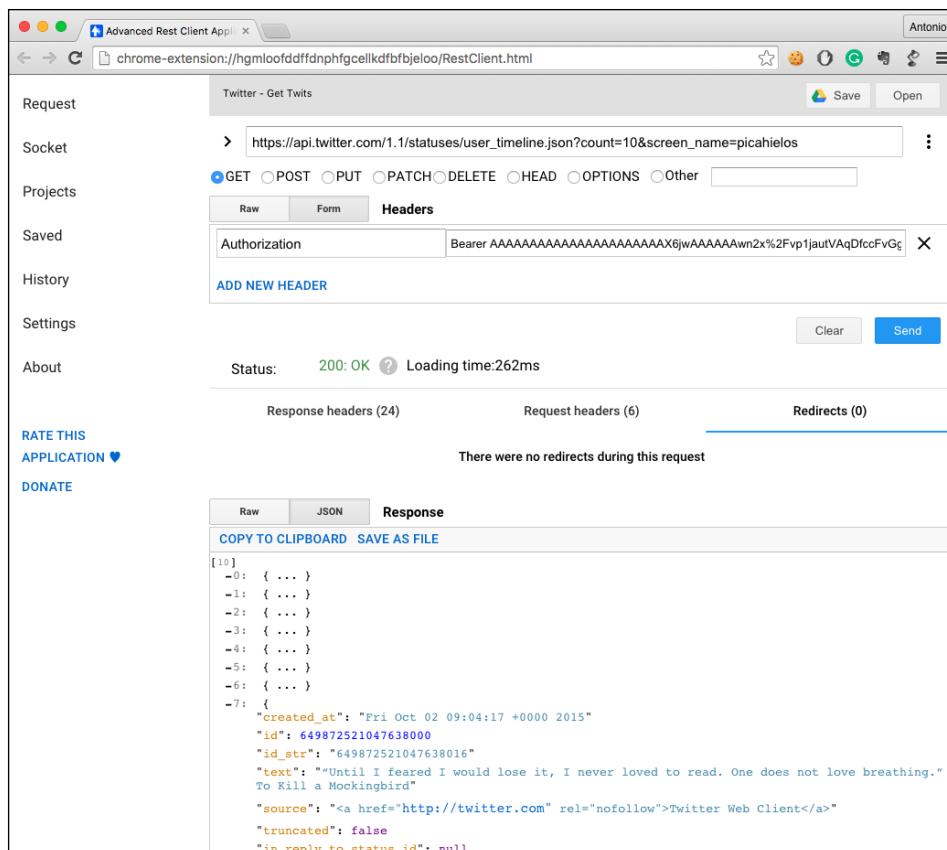 Advanced Rest Client Appli ×
Antonio
chrome-extension://hgmloofddffdnphfgcellkdfbfbjeloo/RestClient.html
Request
Socket
Projects
Saved
History
Settings
About
RATE THIS
APPLICATION
DONATE
Twitter - Get Twits
Save
Open
https://api.twitter.com/1.1/statuses/user_timeline.json?count=10&screen_name=picahielos
GET POST PUT PATCH DELETE HEAD OPTIONS Other
Raw Form Headers
Authorization Bearer AAAAAAAAAAAAAAAAAAAAAAX6jwAAAAAAwn2x%2Fvp1jautVAqDfccFvGg
ADD NEW HEADER
Clear Send
Status: 200: OK ? Loading time:262ms
Response headers (24) Request headers (6) Redirects (0)
There were no redirects during this request
Raw JSON Response
COPY TO CLIPBOARD SAVE AS FILE
[10]
-0: { ... }
-1: { ... }
-2: { ... }
-3: { ... }
-4: { ... }
-5: { ... }
-6: { ... }
-7: {
"created_at": "Fri Oct 02 09:04:17 +0000 2015"
"id": 649872521047638000
"id_str": "649872521047638016"
"text": "“Until I feared I would lose it, I never loved to read. One does not love breathing.”
To Kill a Mockingbird"
"source": "<a href="http://twitter.com" rel="nofollow">Twitter Web Client</a>"
"truncated": false
"in_reply_to_status_id": null